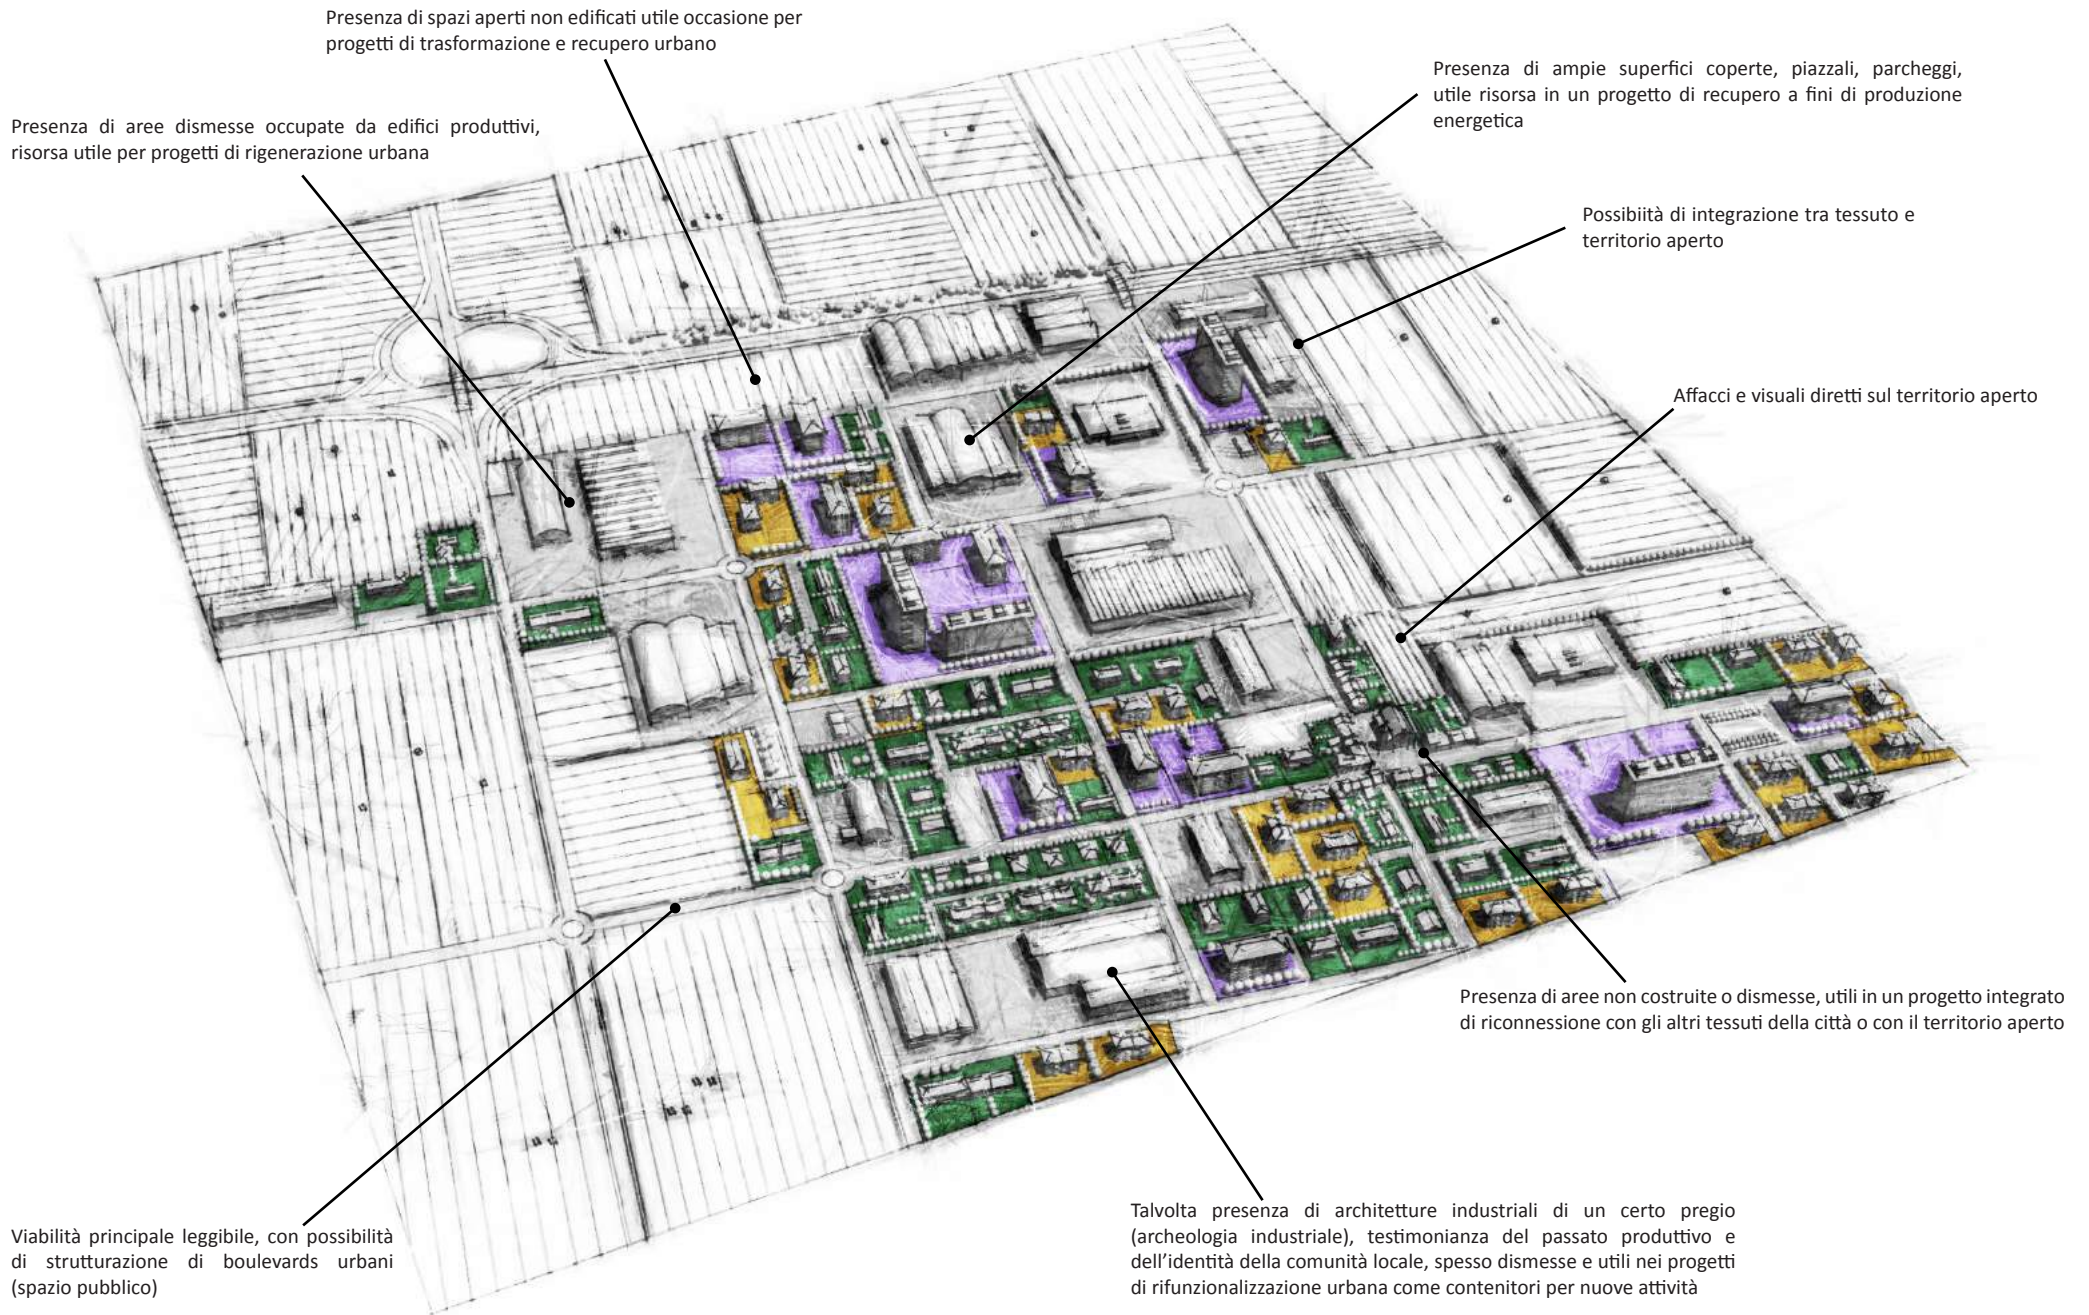 Presenza di spazi aperti non edificati utile occasione per
progetti di trasformazione e recupero urbano
Presenza di ampie superfici coperte, piazzali, parcheggi,
utile risorsa in un progetto di recupero a fini di produzione
energetica
Presenza di aree dismesse occupate da edifici produttivi,
risorsa utile per progetti di rigenerazione urbana
Possibiità di integrazione tra tessuto e
territorio aperto
Affacci e visuali diretti sul territorio aperto
Presenza di aree non costruite o dismesse, utili in un progetto integrato
di riconnessione con gli altri tessuti della città o con il territorio aperto
Talvolta presenza di architetture industriali di un certo pregio
(archeologia industriale), testimonianza del passato produttivo e
dell'identità della comunità locale, spesso dismesse e utili nei progetti
di rifunzionalizzazione urbana come contenitori per nuove attività
Viabilità principale leggibile, con possibilità
di strutturazione di boulevards urbani
(spazio pubblico)